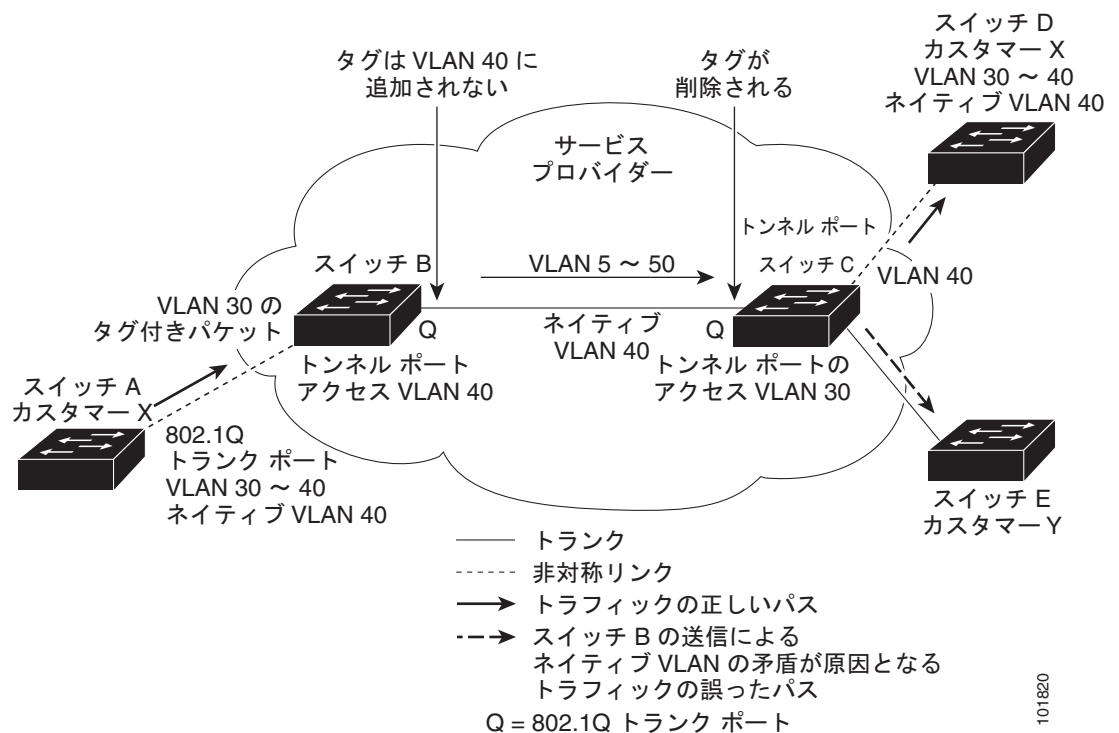 スイッチ D
カスタマー X
VLAN 30 ～ 40
ネイティブ VLAN 40
タグは VLAN 40 に
追加されない
タグが
削除される
サービス
プロバイダー
トンネル ポート
スイッチ B
VLAN 5 ～ 50
スイッチ C
VLAN 40
VLAN 30 の
タグ付きパケット
Q
ネイティブ
VLAN 40
Q
トンネル ポート
アクセス VLAN 40
トンネル ポートの
アクセス VLAN 30
スイッチ A
カスタマー X
802.1Q
トランク ポート
VLAN 30 ～ 40
ネイティブ VLAN 40
スイッチ E
カスタマー Y
トランク
非対称リンク
トラフィックの正しいパス
スイッチ B の送信による
ネイティブ VLAN の矛盾が原因となる
トラフィックの誤ったパス
Q = 802.1Q トランク ポート
101820